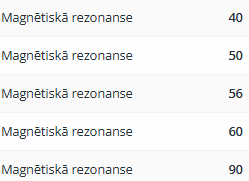 Magnētiskā rezonanse 40
Magnētiskā rezonanse 50
Magnētiskā rezonanse 56
Magnētiskā rezonanse 60
Magnētiskā rezonanse 90